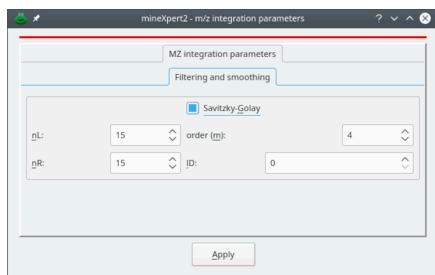 mineXpert2 - m/z integration parameters
MZ integration parameters
Filtering and smoothing
Savitzky-Golay
nL: 15 order (m): 4
nR: 15 lD: 0
Apply